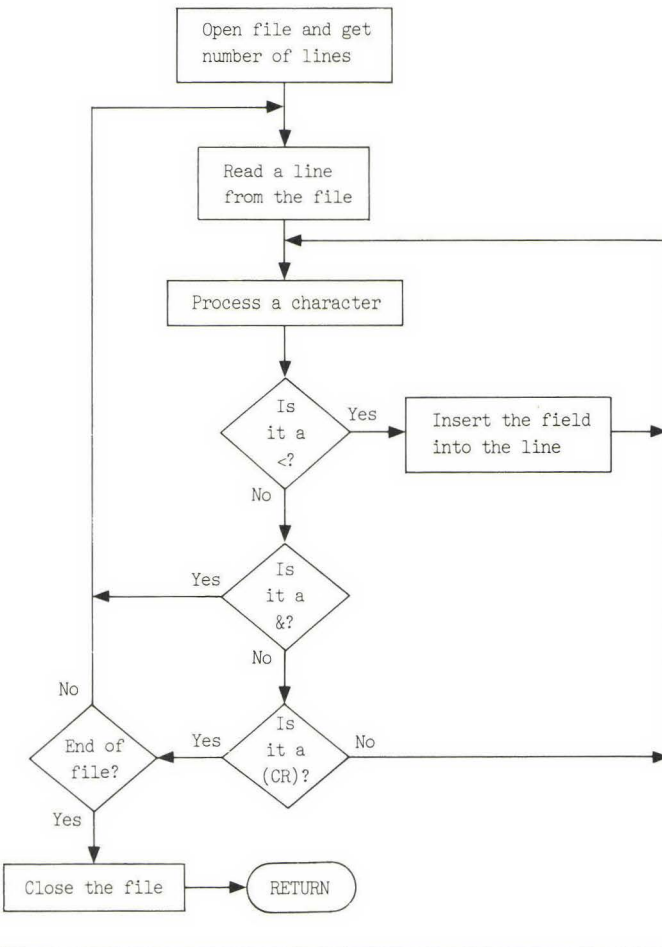 Open file and get
number of lines
Read a line
from the file
Process a character
Is
it a
<?
Yes
Insert the field
into the line
No
Is
it a
&?
Yes
No
Is
it a
(CR)?
Yes
No
End of
file?
No
Yes
Close the file
RETURN